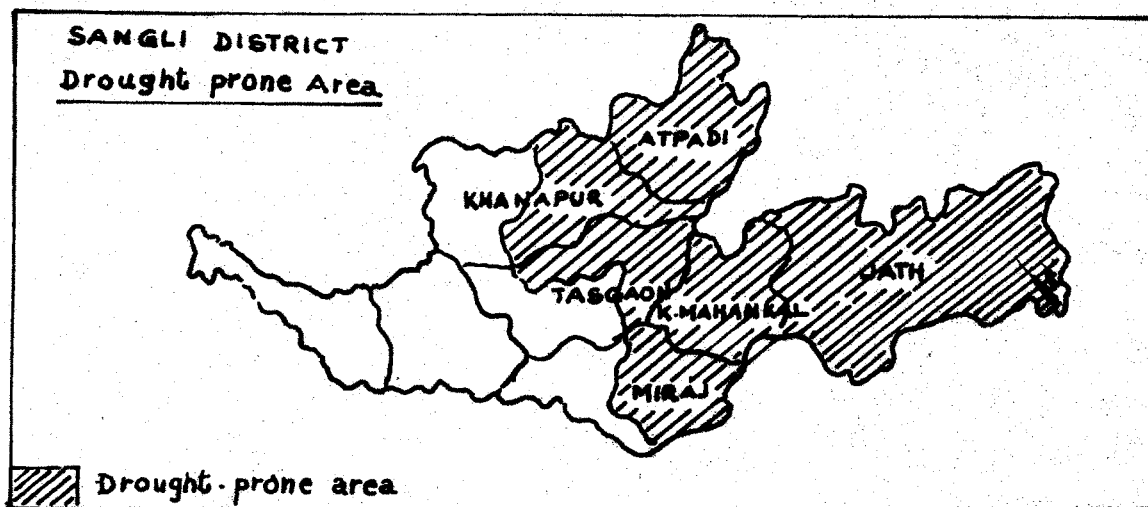 SANGLI DISTRICT
Drought prone Area
ATPADI
KHANAPUR
JATH
TASGAON
K-MAHANKAL
MIRAJ
Drought-prone area